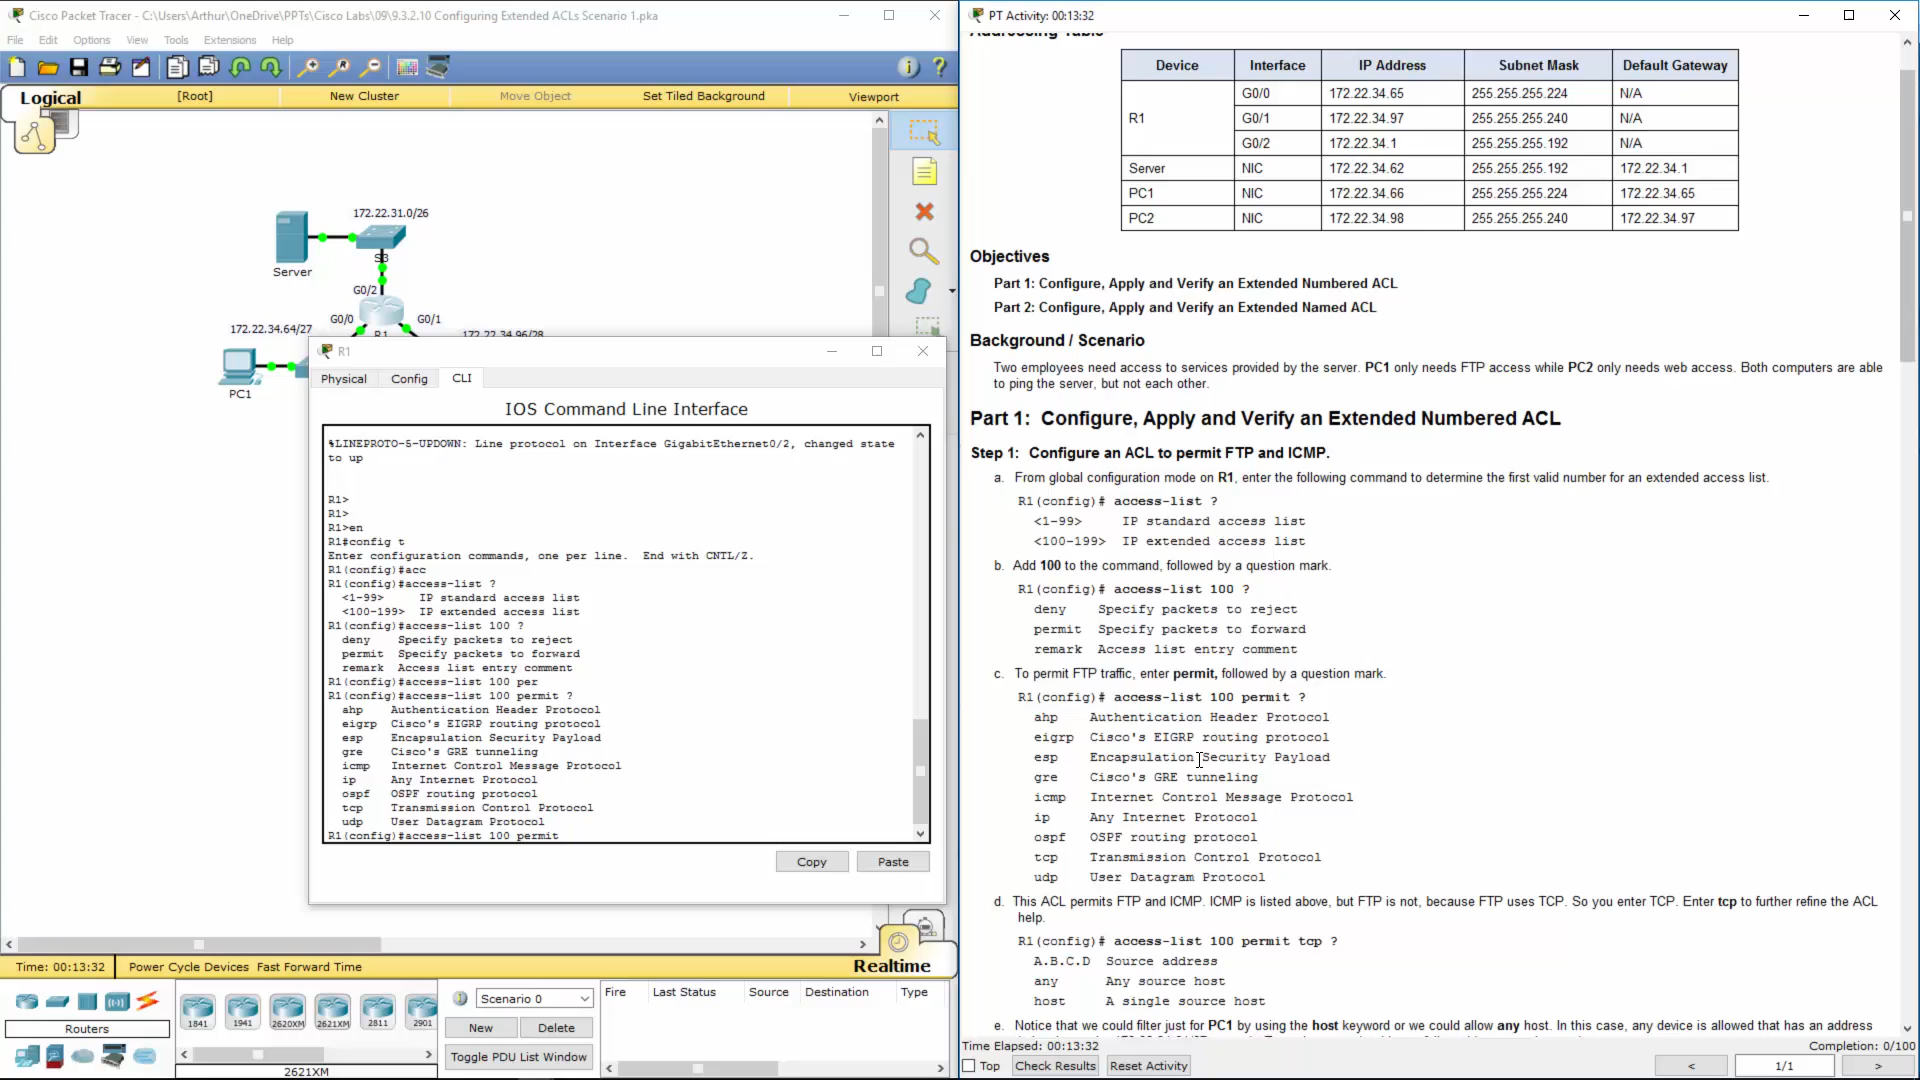 Cisco Packet Tracer - C:\Users\Arthur\OneDrive\PPTs\Cisco Labs\09\9.3.2.10 Configuring Extended ACLs Scenario 1.pka
File Edit Options View Tools Extensions Help
Logical [Root] New Cluster Move Object Set Tiled Background Viewport
172.22.31.0/26
Server
S3
G0/2
G0/0 G0/1
172.22.34.64/27
R1
172.22.34.96/28
PC1
R1
Physical Config CLI
IOS Command Line Interface
%LINEPROTO-5-UPDOWN: Line protocol on Interface GigabitEthernet0/2, changed state
to up
R1>
R1>
R1>en
R1#config t
Enter configuration commands, one per line. End with CNTL/Z.
R1(config)#acc
R1(config)#access-list ?
<1-99> IP standard access list
<100-199> IP extended access list
R1(config)#access-list 100 ?
deny Specify packets to reject
permit Specify packets to forward
remark Access list entry comment
R1(config)#access-list 100 per
R1(config)#access-list 100 permit ?
ahp Authentication Header Protocol
eigrp Cisco's EIGRP routing protocol
esp Encapsulation Security Payload
gre Cisco's GRE tunneling
icmp Internet Control Message Protocol
ip Any Internet Protocol
ospf OSPF routing protocol
tcp Transmission Control Protocol
udp User Datagram Protocol
R1(config)#access-list 100 permit
Copy Paste
Time: 00:13:32 Power Cycle Devices Fast Forward Time
Realtime
Routers
1841 1941 2620XM 2621XM 2811 2901
2621XM
Scenario 0
New Delete
Toggle PDU List Window
Fire Last Status Source Destination Type
PT Activity: 00:13:32
Addressing Table
Device Interface IP Address Subnet Mask Default Gateway
R1 G0/0 172.22.34.65 255.255.255.224 N/A
G0/1 172.22.34.97 255.255.255.240 N/A
G0/2 172.22.34.1 255.255.255.192 N/A
Server NIC 172.22.34.62 255.255.255.192 172.22.34.1
PC1 NIC 172.22.34.66 255.255.255.224 172.22.34.65
PC2 NIC 172.22.34.98 255.255.255.240 172.22.34.97
Objectives
Part 1: Configure, Apply and Verify an Extended Numbered ACL
Part 2: Configure, Apply and Verify an Extended Named ACL
Background / Scenario
Two employees need access to services provided by the server. PC1 only needs FTP access while PC2 only needs web access. Both computers are able
to ping the server, but not each other.
Part 1: Configure, Apply and Verify an Extended Numbered ACL
Step 1: Configure an ACL to permit FTP and ICMP.
a. From global configuration mode on R1, enter the following command to determine the first valid number for an extended access list.
R1(config)# access-list ?
<1-99> IP standard access list
<100-199> IP extended access list
b. Add 100 to the command, followed by a question mark.
R1(config)# access-list 100 ?
deny Specify packets to reject
permit Specify packets to forward
remark Access list entry comment
c. To permit FTP traffic, enter permit, followed by a question mark.
R1(config)# access-list 100 permit ?
ahp Authentication Header Protocol
eigrp Cisco's EIGRP routing protocol
esp Encapsulation Security Payload
gre Cisco's GRE tunneling
icmp Internet Control Message Protocol
ip Any Internet Protocol
ospf OSPF routing protocol
tcp Transmission Control Protocol
udp User Datagram Protocol
d. This ACL permits FTP and ICMP. ICMP is listed above, but FTP is not, because FTP uses TCP. So you enter TCP. Enter tcp to further refine the ACL
help.
R1(config)# access-list 100 permit tcp ?
A.B.C.D Source address
any Any source host
host A single source host
e. Notice that we could filter just for PC1 by using the host keyword or we could allow any host. In this case, any device is allowed that has an address
Time Elapsed: 00:13:32 Completion: 0/100
Top Check Results Reset Activity < 1/1 >